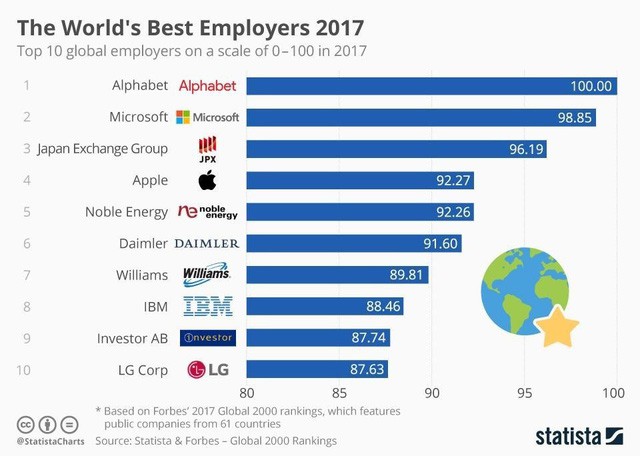 The World's Best Employers 2017
Top 10 global employers on a scale of 0–100 in 2017
1 Alphabet Alphabet 100.00
2 Microsoft Microsoft 98.85
3 Japan Exchange Group JPX 96.19
4 Apple 92.27
5 Noble Energy ne noble energy 92.26
6 Daimler DAIMLER 91.60
7 Williams Williams. 89.81
8 IBM IBM 88.46
9 Investor AB investor 87.74
10 LG Corp LG 87.63
80 85 90 95 100
* Based on Forbes' 2017 Global 2000 rankings, which features
public companies from 61 countries
@StatistaCharts Source: Statista & Forbes – Global 2000 Rankings
statista